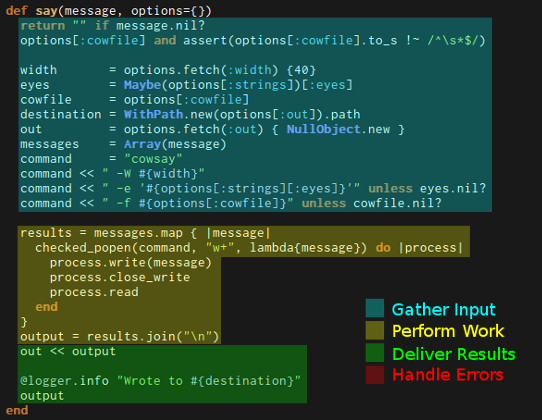 def say(message, options={})
  return "" if message.nil?
  options[:cowfile] and assert(options[:cowfile].to_s !~ /^\s*$/)
  width       = options.fetch(:width) {40}
  eyes        = Maybe(options[:strings])[:eyes]
  cowfile     = options[:cowfile]
  destination = WithPath.new(options[:out]).path
  out         = options.fetch(:out) { NullObject.new }
  messages    = Array(message)
  command     = "cowsay"
  command << " -W #{width}"
  command << " -e '#{options[:strings][:eyes]}'" unless eyes.nil?
  command << " -f #{options[:cowfile]}" unless cowfile.nil?
  results = messages.map { |message|
    checked_popen(command, "w+", lambda{message}) do |process|
      process.write(message)
      process.close_write
      process.read
    end
  }
  output = results.join("\n")
  out << output
  @logger.info "Wrote to #{destination}"
  output
end
Gather Input
Perform Work
Deliver Results
Handle Errors